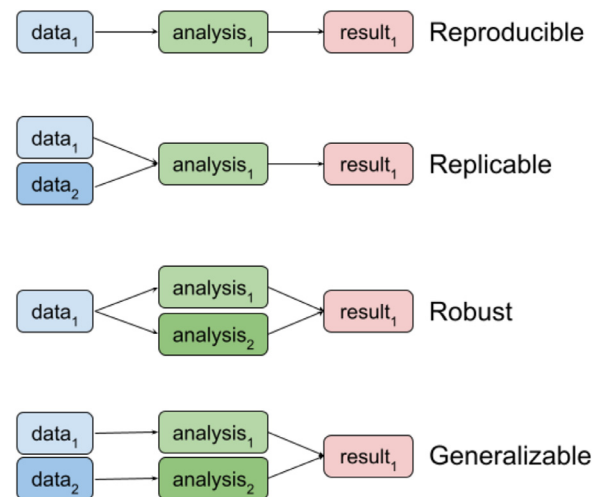 data₁ analysis₁ result₁ Reproducible
data₁
data₂
analysis₁ result₁ Replicable
data₁
analysis₁
analysis₂
result₁ Robust
data₁ analysis₁
data₂ analysis₂
result₁ Generalizable